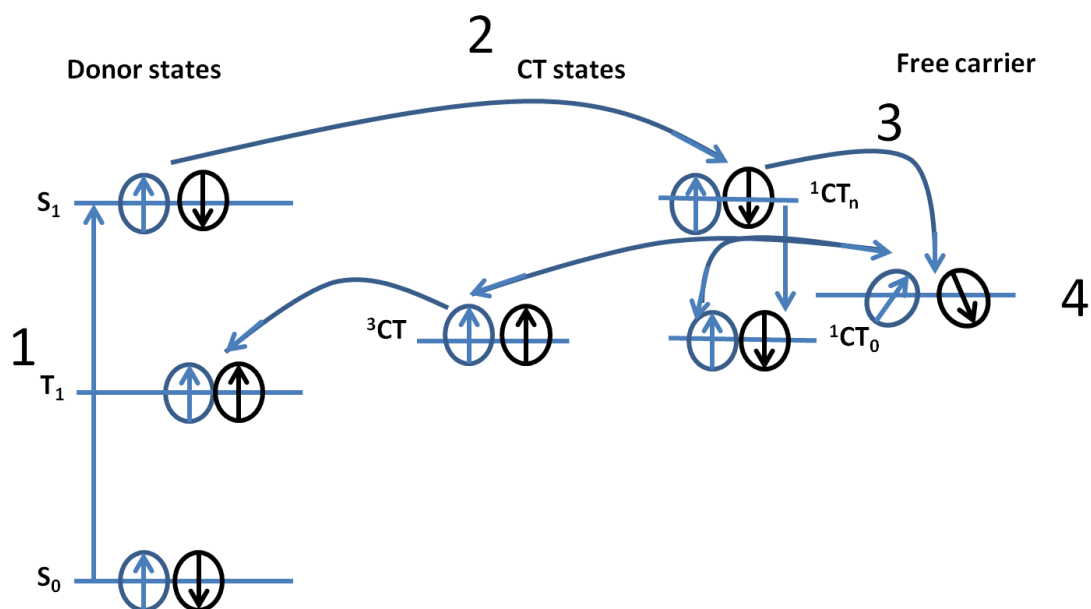 2
Donor states
CT states
Free carrier
3
S₁
¹CTₙ
4
³CT
¹CT₀
1
T₁
S₀